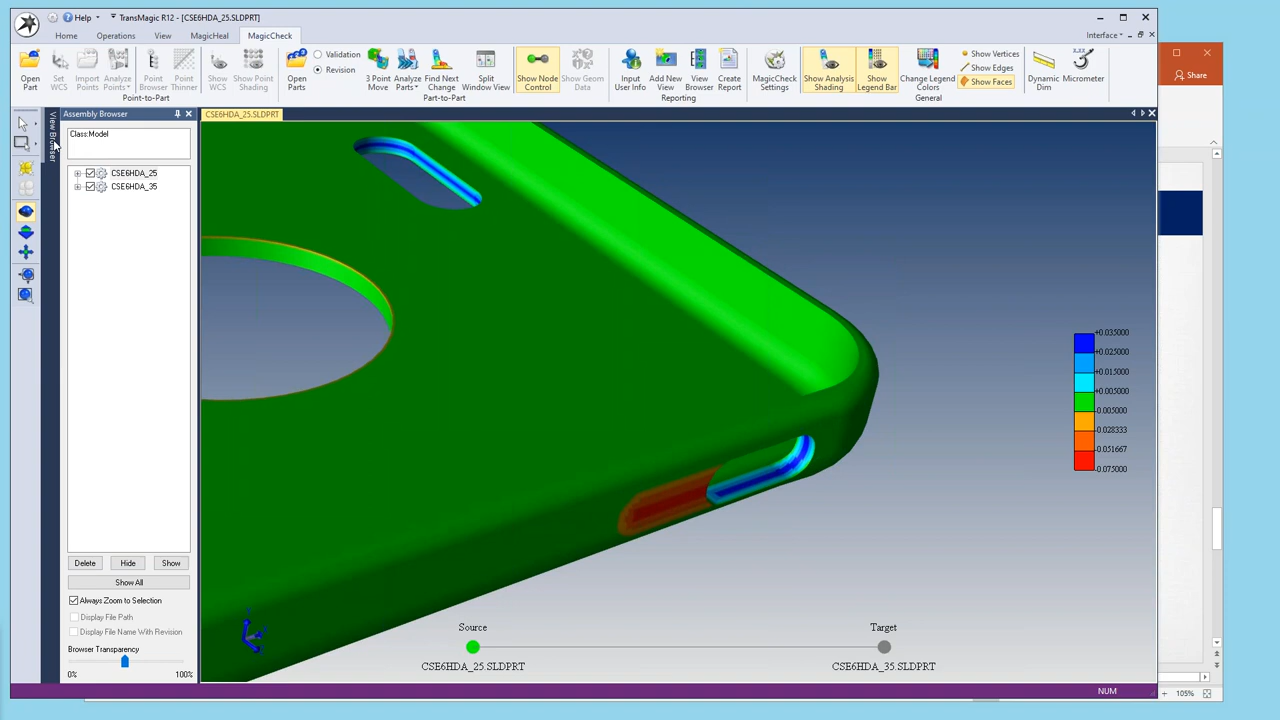 Help
TransMagic R12 - [CSE6HDA_25.SLDPRT]
Home Operations View MagicHeal MagicCheck Interface
Open Part
Set WCS
Import Points
Analyze Points
Point Browser
Point Thinner
Show WCS
Show Point Shading
Point-to-Part
Open Parts
Validation
Revision
3 Point Move
Analyze Parts
Find Next Change
Split Window View
Show Node Control
Show Geom Data
Part-to-Part
Input User Info
Add New View
View Browser
Create Report
Reporting
MagicCheck Settings
Show Analysis Shading
Show Legend Bar
Change Legend Colors
Show Vertices
Show Edges
Show Faces
General
Dynamic Dim
Micrometer
Share
View Browser
Assembly Browser
CSE6HDA_25.SLDPRT
Class:Model
CSE6HDA_25
CSE6HDA_35
+0.035000
+0.025000
+0.015000
+0.005000
-0.005000
-0.028333
-0.051667
-0.075000
Delete Hide Show
Show All
Always Zoom to Selection
Display File Path
Display File Name With Revision
Browser Transparency
0% 100%
Source Target
CSE6HDA_25.SLDPRT CSE6HDA_35.SLDPRT
NUM
105%